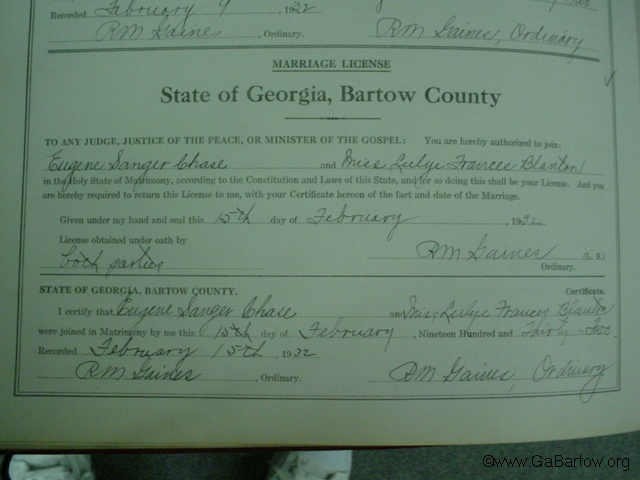 Recorded February 9, 1932
RM Gaines, Ordinary. RM Gaines, Ordinary
MARRIAGE LICENSE
State of Georgia, Bartow County
TO ANY JUDGE, JUSTICE OF THE PEACE, OR MINISTER OF THE GOSPEL: You are hereby authorized to join:
Eugene Sanger Chase and Miss Lulye Frances Blanton
in the Holy State of Matrimony, according to the Constitution and Laws of this State, and for so doing this shall be your License. And you
are hereby required to return this License to me, with your Certificate hereon of the fact and date of the Marriage.
Given under my hand and seal this 15th day of February, 1932
License obtained under oath by RM Gaines (L. S.)
both parties Ordinary.
STATE OF GEORGIA, BARTOW COUNTY. Certificate.
I certify that Eugene Sanger Chase and Miss Lulye Frances Blanton
were joined in Matrimony by me this 15th day of February, Nineteen Hundred and Thirty-Two
Recorded February 15th, 1932
RM Gaines, Ordinary. RM Gaines, Ordinary
©www.GaBartow.org